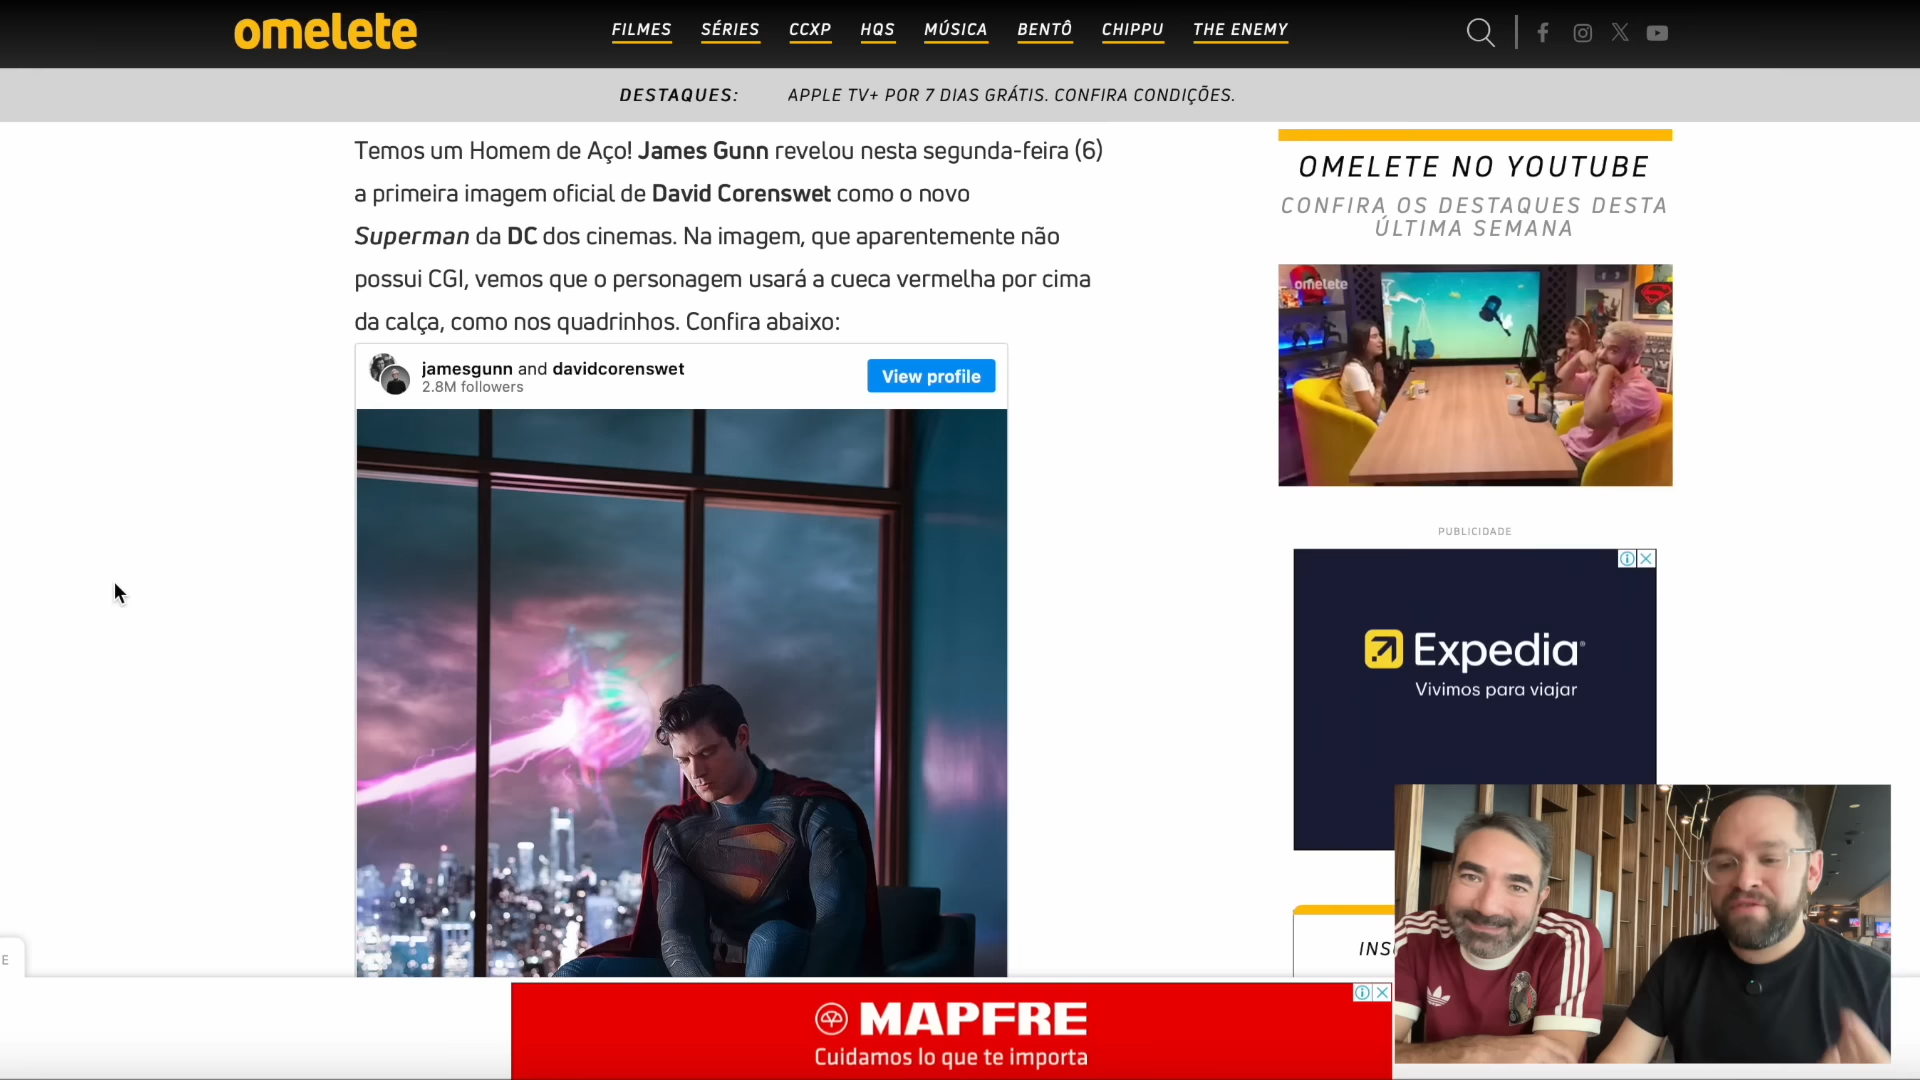 omelete
FILMES SÉRIES CCXP HQS MÚSICA BENTÔ CHIPPU THE ENEMY
DESTAQUES: APPLE TV+ POR 7 DIAS GRÁTIS. CONFIRA CONDIÇÕES.
Temos um Homem de Aço! James Gunn revelou nesta segunda-feira (6)
a primeira imagem oficial de David Corenswet como o novo
Superman da DC dos cinemas. Na imagem, que aparentemente não
possui CGI, vemos que o personagem usará a cueca vermelha por cima
da calça, como nos quadrinhos. Confira abaixo:
jamesgunn and davidcorenswet
2.8M followers
View profile
OMELETE NO YOUTUBE
CONFIRA OS DESTAQUES DESTA
ÚLTIMA SEMANA
omelete
PUBLICIDADE
Expedia
Vivimos para viajar
E
INS
MAPFRE
Cuidamos lo que te importa